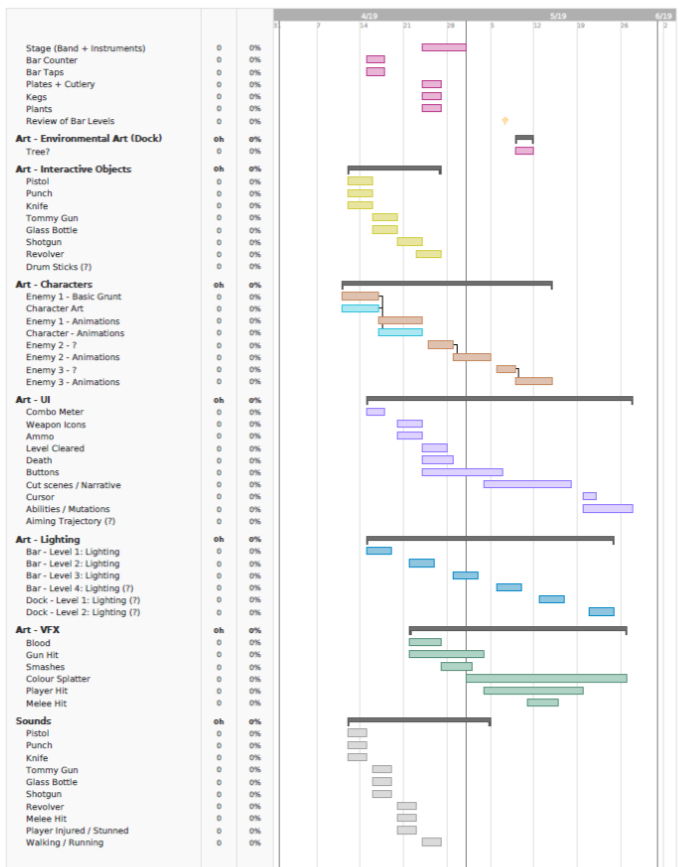 4/19 5/19 6/19
31 7 14 21 28 5 12 19 26 2
Stage (Band + Instruments) 0 0%
Bar Counter 0 0%
Bar Taps 0 0%
Plates + Cutlery 0 0%
Kegs 0 0%
Plants 0 0%
Review of Bar Levels 0 0%
Art - Environmental Art (Dock) 0h 0%
Tree? 0 0%
Art - Interactive Objects 0h 0%
Pistol 0 0%
Punch 0 0%
Knife 0 0%
Tommy Gun 0 0%
Glass Bottle 0 0%
Shotgun 0 0%
Revolver 0 0%
Drum Sticks (?) 0 0%
Art - Characters 0h 0%
Enemy 1 - Basic Grunt 0 0%
Character Art 0 0%
Enemy 1 - Animations 0 0%
Character - Animations 0 0%
Enemy 2 - ? 0 0%
Enemy 2 - Animations 0 0%
Enemy 3 - ? 0 0%
Enemy 3 - Animations 0 0%
Art - UI 0h 0%
Combo Meter 0 0%
Weapon Icons 0 0%
Ammo 0 0%
Level Cleared 0 0%
Death 0 0%
Buttons 0 0%
Cut scenes / Narrative 0 0%
Cursor 0 0%
Abilities / Mutations 0 0%
Aiming Trajectory (?) 0 0%
Art - Lighting 0h 0%
Bar - Level 1: Lighting 0 0%
Bar - Level 2: Lighting 0 0%
Bar - Level 3: Lighting 0 0%
Bar - Level 4: Lighting (?) 0 0%
Dock - Level 1: Lighting (?) 0 0%
Dock - Level 2: Lighting (?) 0 0%
Art - VFX 0h 0%
Blood 0 0%
Gun Hit 0 0%
Smashes 0 0%
Colour Splatter 0 0%
Player Hit 0 0%
Melee Hit 0 0%
Sounds 0h 0%
Pistol 0 0%
Punch 0 0%
Knife 0 0%
Tommy Gun 0 0%
Glass Bottle 0 0%
Shotgun 0 0%
Revolver 0 0%
Melee Hit 0 0%
Player Injured / Stunned 0 0%
Walking / Running 0 0%